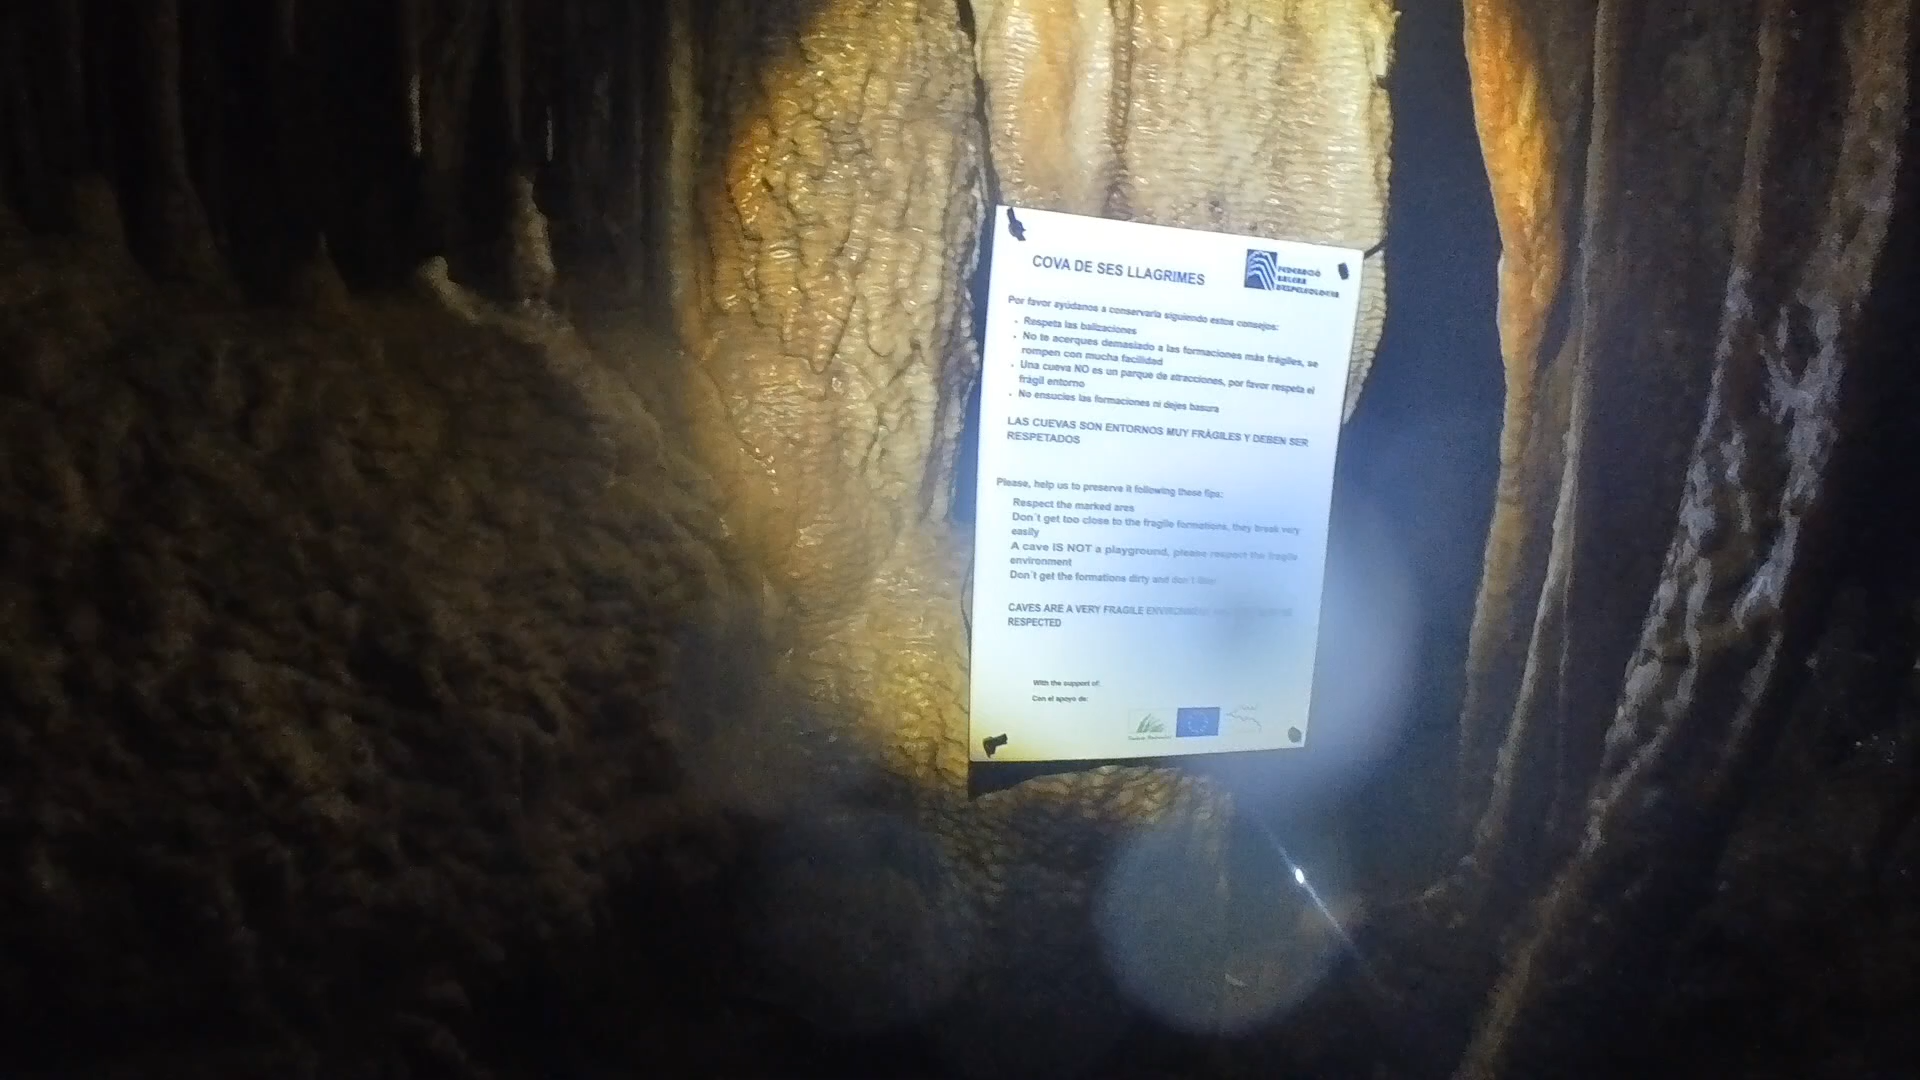 COVA DE SES LLAGRIMES
FEDERACIÓ
BALEAR
D'ESPELEOLOGIA
Por favor ayúdanos a conservarla siguiendo estos consejos:
• Respeta las balizaciones
• No te acerques demasiado a las formaciones más frágiles, se
rompen con mucha facilidad
• Una cueva NO es un parque de atracciones, por favor respeta el
frágil entorno
• No ensucies las formaciones ni dejes basura
LAS CUEVAS SON ENTORNOS MUY FRÁGILES Y DEBEN SER
RESPETADOS
Please, help us to preserve it following these tips:
Respect the marked ares
Don´t get too close to the fragile formations, they break very
easily
A cave IS NOT a playground, please respect the fragile
environment
Don´t get the formations dirty and don´t
CAVES ARE A VERY FRAGILE ENVIRONMENT
RESPECTED
With the support of:
Con el apoyo de: